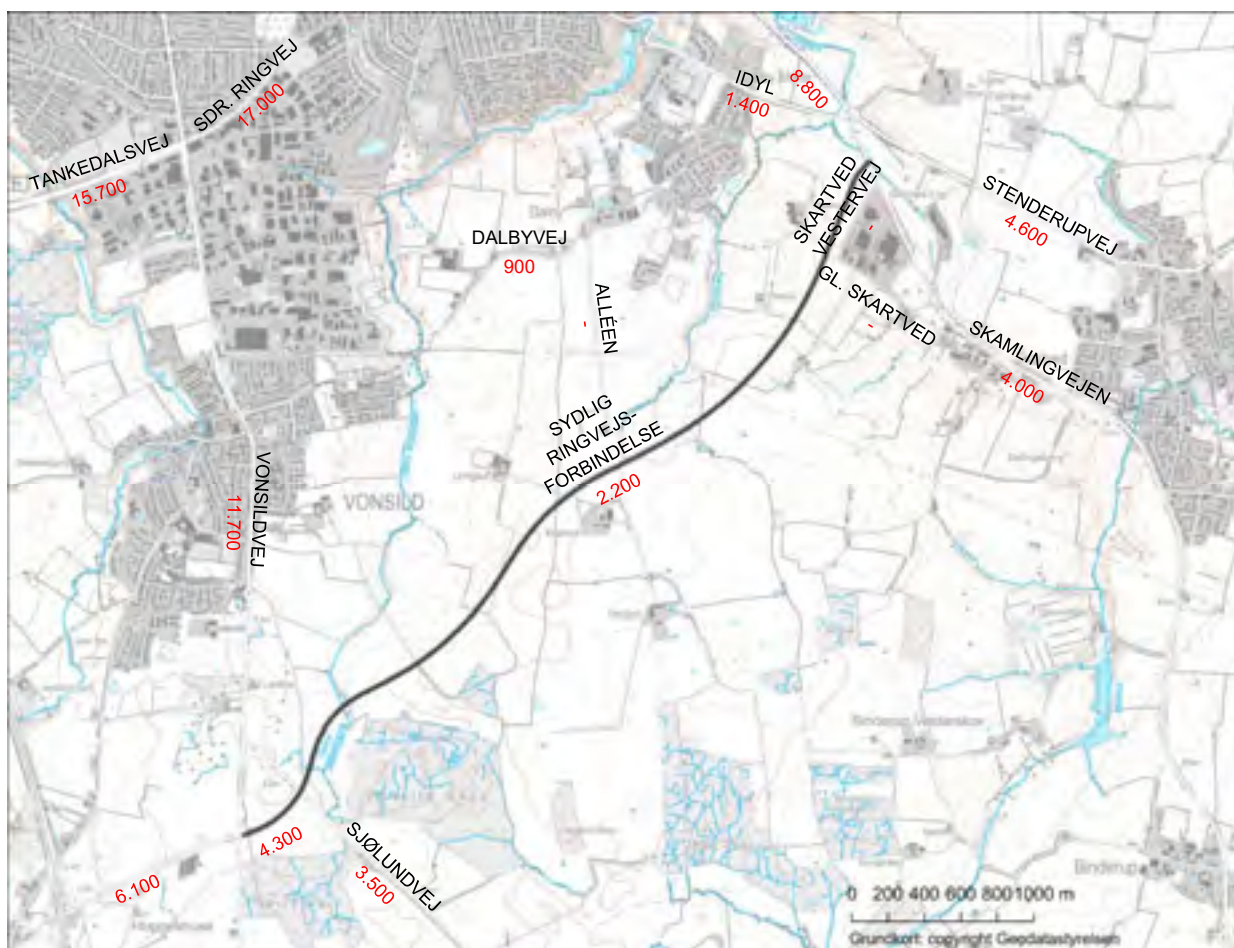 SDR. RINGVEJ
17.000
IDYL
1.400
8.800
TANKEDALSVEJ
15.700
SKARTVED
VESTERVEJ
-
STENDERUPVEJ
4.600
DALBYVEJ
900
ALLÉEN
-
GL. SKARTVED
-
SKAMLINGVEJEN
4.000
SYDLIG
RINGVEJS-
FORBINDELSE
2.200
VONSILDVEJ
11.700
VONSILD
4.300
6.100
SJØLUNDVEJ
3.500
Binderup
0 200 400 600 800 1000 m
Grundkort: copyright Geodatastyrelsen